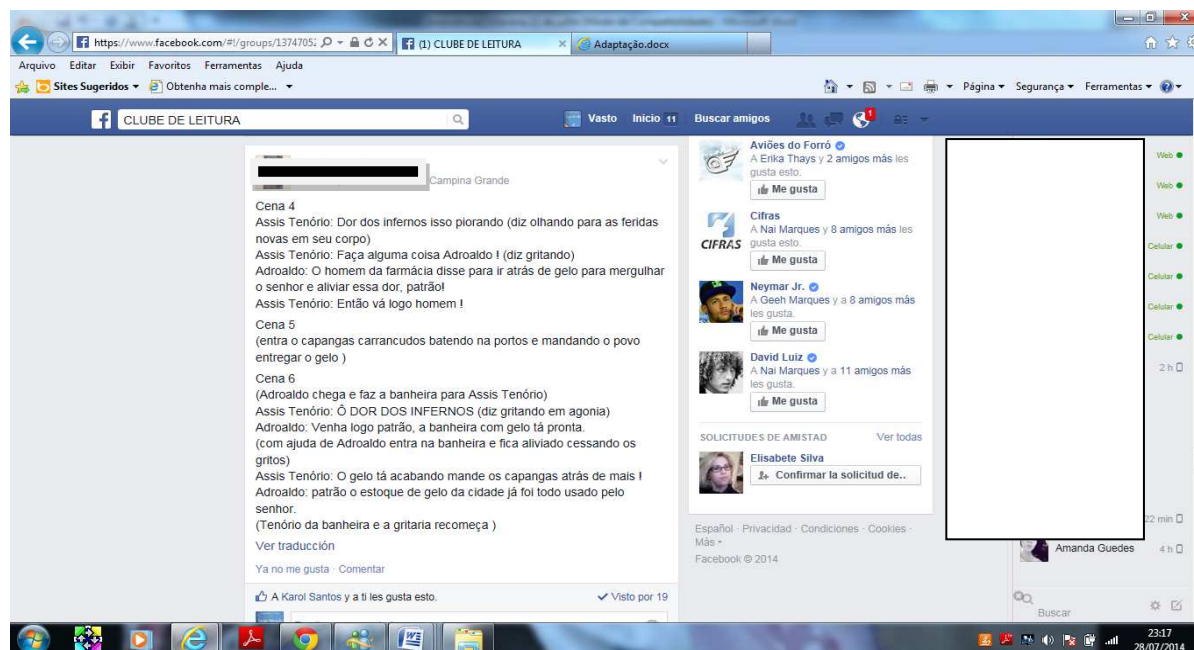 https://www.facebook.com/#!/groups/1374705
(1) CLUBE DE LEITURA
Adaptação.docx
Arquivo Editar Exibir Favoritos Ferramentas Ajuda
Sites Sugeridos Obtenha mais comple...
Página Segurança Ferramentas
CLUBE DE LEITURA
Vasto Inicio 11 Buscar amigos 1
Campina Grande
Cena 4
Assis Tenório: Dor dos infernos isso piorando (diz olhando para as feridas
novas em seu corpo)
Assis Tenório: Faça alguma coisa Adroaldo ! (diz gritando)
Adroaldo: O homem da farmácia disse para ir atrás de gelo para mergulhar
o senhor e aliviar essa dor, patrão!
Assis Tenório: Então vá logo homem !
Cena 5
(entra o capangas carrancudos batendo na portos e mandando o povo
entregar o gelo )
Cena 6
(Adroaldo chega e faz a banheira para Assis Tenório)
Assis Tenório: Ô DOR DOS INFERNOS (diz gritando em agonia)
Adroaldo: Venha logo patrão, a banheira com gelo tá pronta.
(com ajuda de Adroaldo entra na banheira e fica aliviado cessando os
gritos)
Assis Tenório: O gelo tá acabando mande os capangas atrás de mais !
Adroaldo: patrão o estoque de gelo da cidade já foi todo usado pelo
senhor.
(Tenório da banheira e a gritaria recomeça )
Ver traducción
Ya no me gusta · Comentar
A Karol Santos y a ti les gusta esto.
Visto por 19
Aviões do Forró
A Erika Thays y 2 amigos más les
gusta esto.
Me gusta
Cifras
CIFRAS
A Nai Marques y 8 amigos más les
gusta esto.
Me gusta
Neymar Jr.
A Geeh Marques y a 8 amigos más
les gusta.
Me gusta
David Luiz
A Nai Marques y a 11 amigos más
les gusta.
Me gusta
SOLICITUDES DE AMISTAD Ver todas
Elisabete Silva
Confirmar la solicitud de..
Español · Privacidad · Condiciones · Cookies ·
Más
Facebook © 2014
Web
Web
Web
Celular
Celular
Celular
Celular
2 h
22 min
Amanda Guedes 4 h
Buscar
23:17
28/07/2014